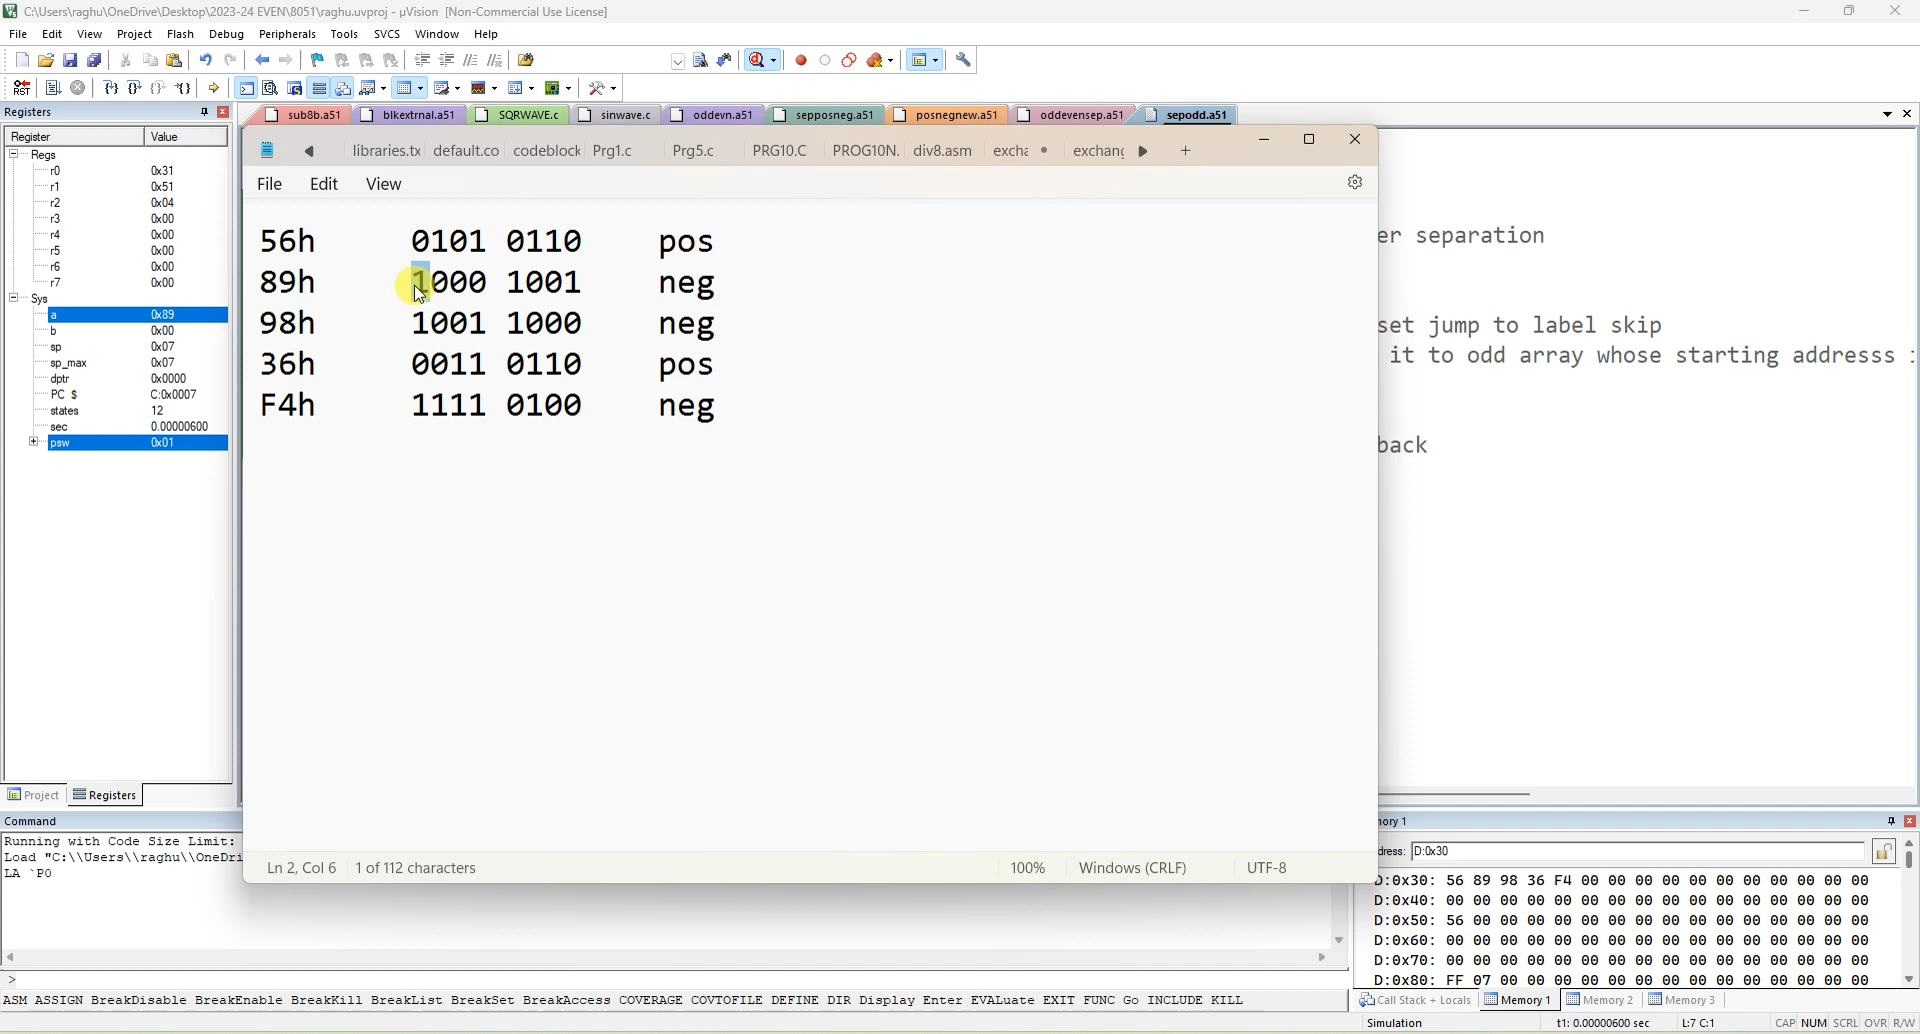 C:\Users\raghu\OneDrive\Desktop\2023-24 EVEN\8051\raghu.uvproj - µVision [Non-Commercial Use License]
File Edit View Project Flash Debug Peripherals Tools SVCS Window Help
Registers
sub8b.a51 blkextrnal.a51 SQRWAVE.c sinwave.c oddevn.a51 sepposneg.a51 posnegnew.a51 oddevensep.a51 sepodd.a51
Register Value
Regs
r0 0x31
r1 0x51
r2 0x04
r3 0x00
r4 0x00
r5 0x00
r6 0x00
r7 0x00
Sys
a 0x89
b 0x00
sp 0x07
sp_max 0x07
dptr 0x0000
PC $ C:0x0007
states 12
sec 0.00000600
psw 0x01
Project Registers
libraries.tx default.co codeblock Prg1.c Prg5.c PRG10.C PROG10N. div8.asm excha exchang
File Edit View
56h 0101 0110 pos
89h 1000 1001 neg
98h 1001 1000 neg
36h 0011 0110 pos
F4h 1111 0100 neg
Ln 2, Col 6 1 of 112 characters 100% Windows (CRLF) UTF-8
er separation
set jump to label skip
it to odd array whose starting addresss
back
Command
Running with Code Size Limit:
Load "C:\\Users\\raghu\\OneDri
LA `P0
>
ASM ASSIGN BreakDisable BreakEnable BreakKill BreakList BreakSet BreakAccess COVERAGE COVTOFILE DEFINE DIR Display Enter EVALuate EXIT FUNC Go INCLUDE KILL
ory 1
dress: D:0x30
D:0x30: 56 89 98 36 F4 00 00 00 00 00 00 00 00 00 00 00
D:0x40: 00 00 00 00 00 00 00 00 00 00 00 00 00 00 00 00
D:0x50: 56 00 00 00 00 00 00 00 00 00 00 00 00 00 00 00
D:0x60: 00 00 00 00 00 00 00 00 00 00 00 00 00 00 00 00
D:0x70: 00 00 00 00 00 00 00 00 00 00 00 00 00 00 00 00
D:0x80: FF 07 00 00 00 00 00 00 00 00 00 00 00 00 00 00
Call Stack + Locals Memory 1 Memory 2 Memory 3
Simulation t1: 0.00000600 sec L:7 C:1 CAP NUM SCRL OVR R/W